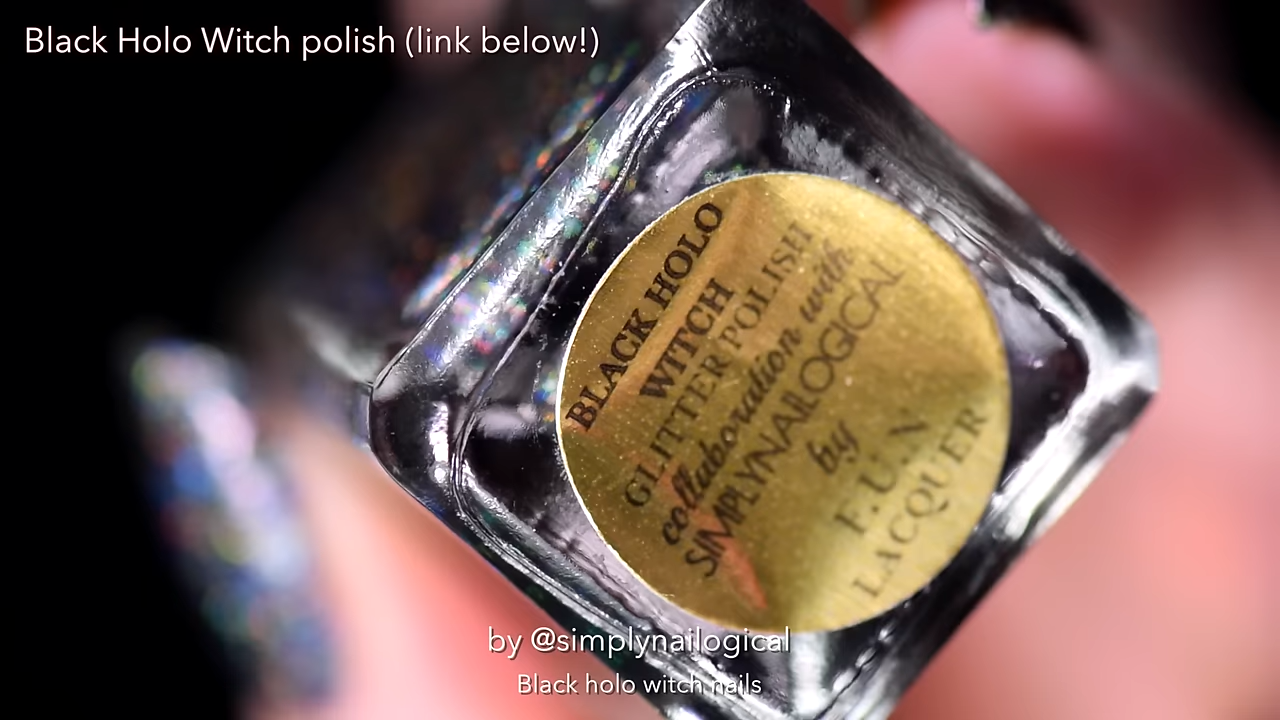 Black Holo Witch polish (link below!)
BLACK HOLO
WITCH
GLITTER POLISH
collaboration with
SIMPLYNAILOGICAL
by
F.U.N
LACQUER
by @simplynailogical
Black holo witch nails